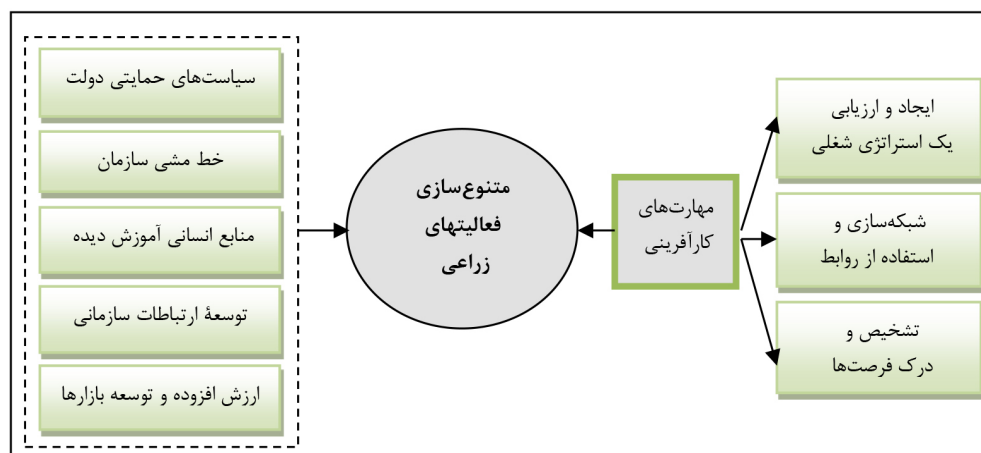 سیاست‌های حمایتی دولت
خط مشی سازمان
منابع انسانی آموزش دیده
توسعۀ ارتباطات سازمانی
ارزش افزوده و توسعه بازارها
متنوع‌سازی
فعالیتهای
زراعی
مهارت‌های
کارآفرینی
ایجاد و ارزیابی
یک استراتژی شغلی
شبکه‌سازی و
استفاده از روابط
تشخیص و
درک فرصت‌ها